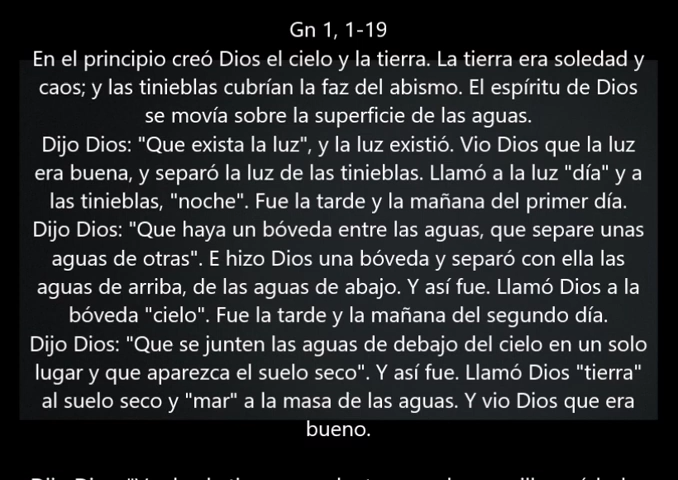 Gn 1, 1-19
En el principio creó Dios el cielo y la tierra. La tierra era soledad y
caos; y las tinieblas cubrían la faz del abismo. El espíritu de Dios
se movía sobre la superficie de las aguas.
Dijo Dios: "Que exista la luz", y la luz existió. Vio Dios que la luz
era buena, y separó la luz de las tinieblas. Llamó a la luz "día" y a
las tinieblas, "noche". Fue la tarde y la mañana del primer día.
Dijo Dios: "Que haya un bóveda entre las aguas, que separe unas
aguas de otras". E hizo Dios una bóveda y separó con ella las
aguas de arriba, de las aguas de abajo. Y así fue. Llamó Dios a la
bóveda "cielo". Fue la tarde y la mañana del segundo día.
Dijo Dios: "Que se junten las aguas de debajo del cielo en un solo
lugar y que aparezca el suelo seco". Y así fue. Llamó Dios "tierra"
al suelo seco y "mar" a la masa de las aguas. Y vio Dios que era
bueno.